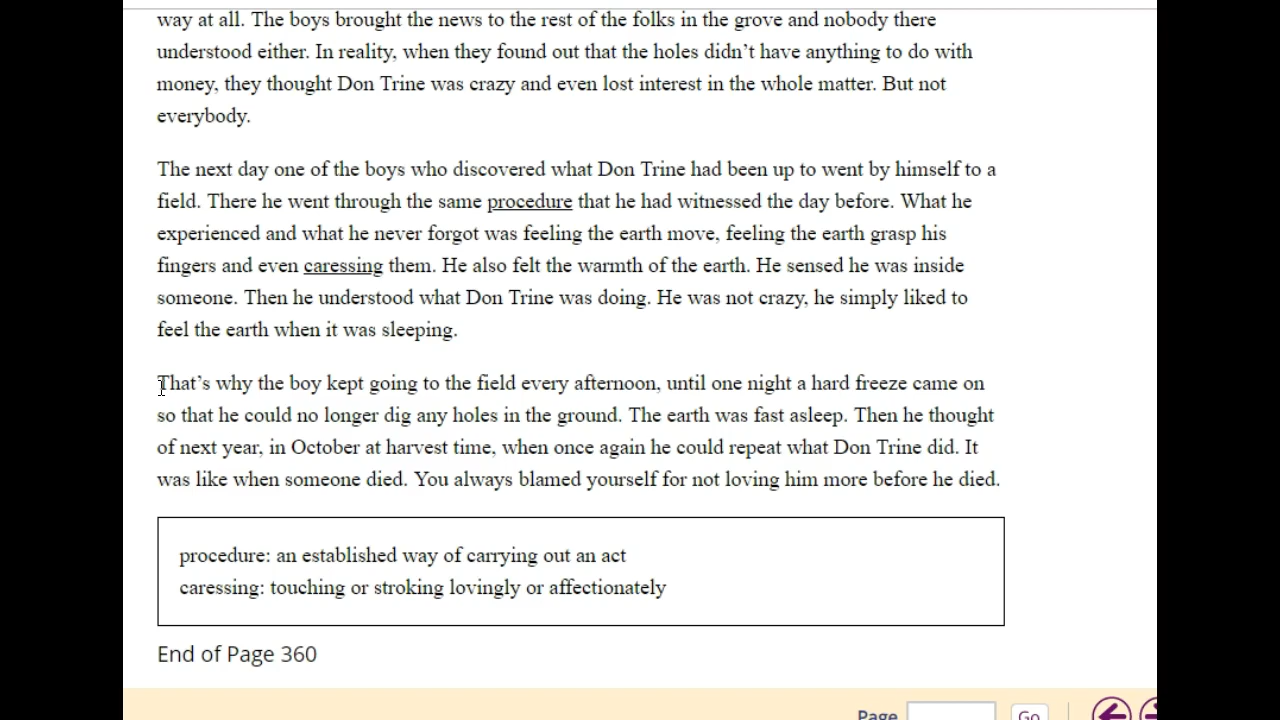 way at all. The boys brought the news to the rest of the folks in the grove and nobody there
understood either. In reality, when they found out that the holes didn’t have anything to do with
money, they thought Don Trine was crazy and even lost interest in the whole matter. But not
everybody.
The next day one of the boys who discovered what Don Trine had been up to went by himself to a
field. There he went through the same procedure that he had witnessed the day before. What he
experienced and what he never forgot was feeling the earth move, feeling the earth grasp his
fingers and even caressing them. He also felt the warmth of the earth. He sensed he was inside
someone. Then he understood what Don Trine was doing. He was not crazy, he simply liked to
feel the earth when it was sleeping.
That’s why the boy kept going to the field every afternoon, until one night a hard freeze came on
so that he could no longer dig any holes in the ground. The earth was fast asleep. Then he thought
of next year, in October at harvest time, when once again he could repeat what Don Trine did. It
was like when someone died. You always blamed yourself for not loving him more before he died.
procedure: an established way of carrying out an act
caressing: touching or stroking lovingly or affectionately
End of Page 360
Page Go